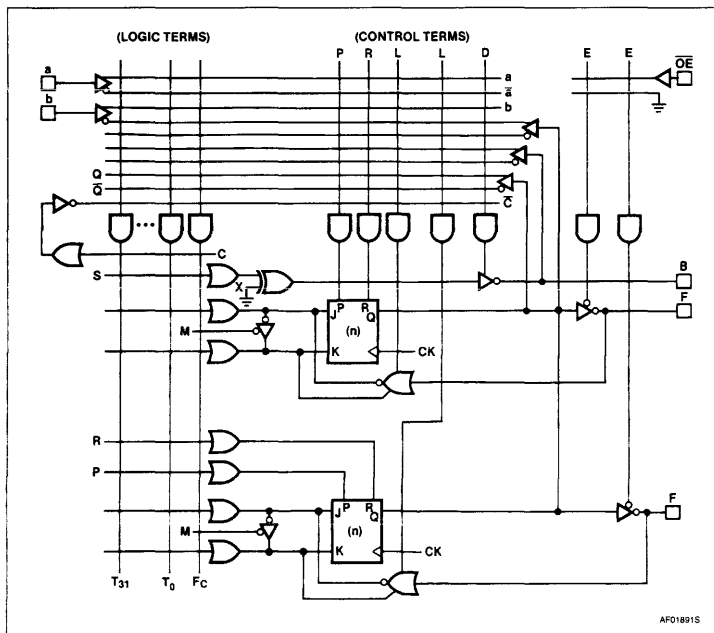 (LOGIC TERMS) (CONTROL TERMS)
P R L L D E E
a a OE
a̅
b b
Q
Q̅ C̅
C
S X B
J P R Q F
M (n)
K CK
R
P
J P R Q F
M (n)
K CK
T31 T0 FC
AF01891S